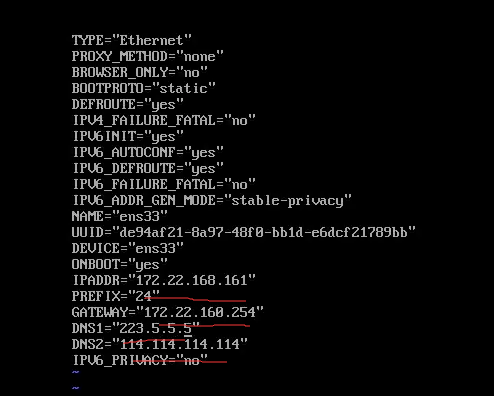 TYPE="Ethernet"
PROXY_METHOD="none"
BROWSER_ONLY="no"
BOOTPROTO="static"
DEFROUTE="yes"
IPV4_FAILURE_FATAL="no"
IPV6INIT="yes"
IPV6_AUTOCONF="yes"
IPV6_DEFROUTE="yes"
IPV6_FAILURE_FATAL="no"
IPV6_ADDR_GEN_MODE="stable-privacy"
NAME="ens33"
UUID="de94af21-8a97-48f0-bb1d-e6dcf21789bb"
DEVICE="ens33"
ONBOOT="yes"
IPADDR="172.22.168.161"
PREFIX="24"
GATEWAY="172.22.160.254"
DNS1="223.5.5.5"
DNS2="114.114.114.114"
IPV6_PRIVACY="no"
~
~